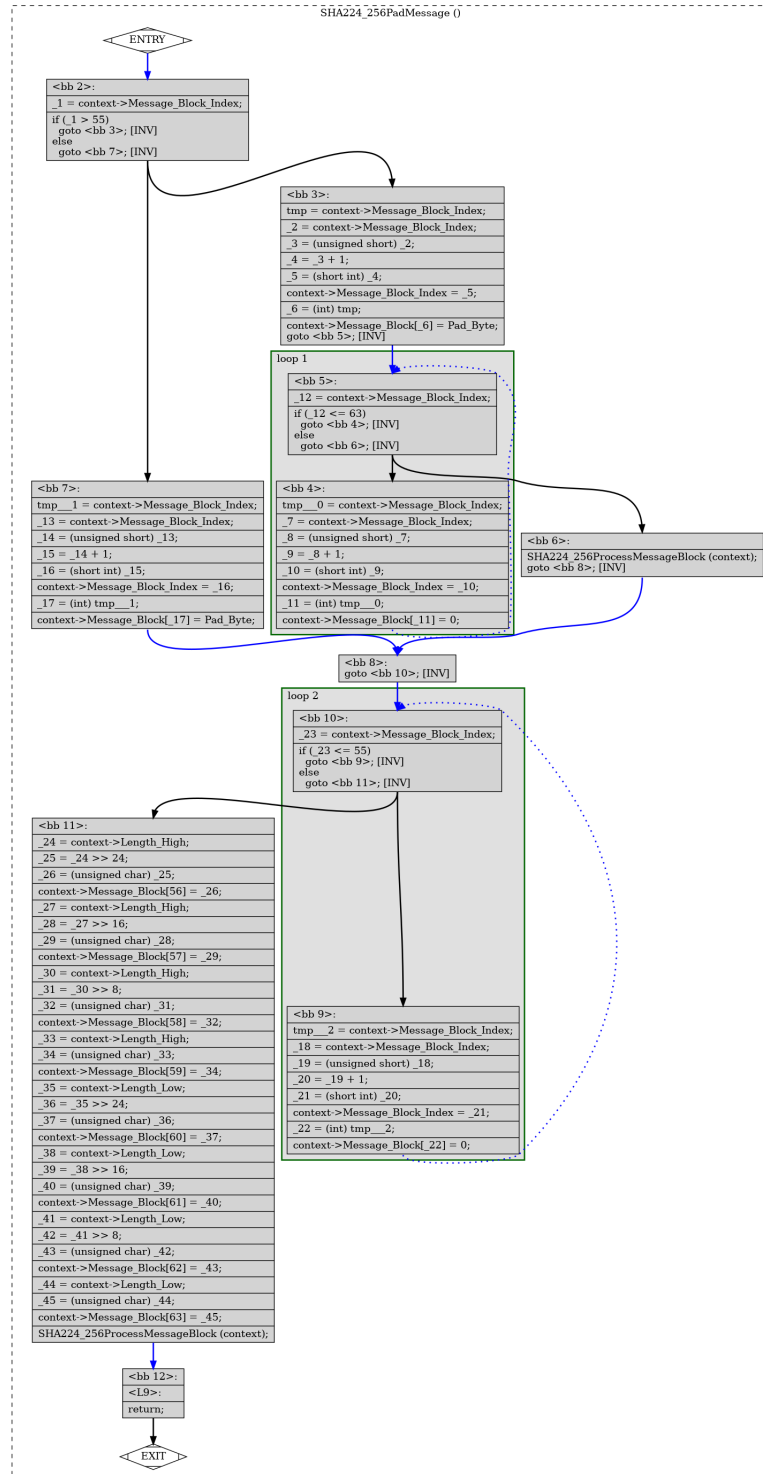 SHA224_256PadMessage ()
ENTRY
<bb 2>:
_1 = context->Message_Block_Index;
if (_1 > 55)
goto <bb 3>; [INV]
else
goto <bb 7>; [INV]
<bb 3>:
tmp = context->Message_Block_Index;
_2 = context->Message_Block_Index;
_3 = (unsigned short) _2;
_4 = _3 + 1;
_5 = (short int) _4;
context->Message_Block_Index = _5;
_6 = (int) tmp;
context->Message_Block[_6] = Pad_Byte;
goto <bb 5>; [INV]
loop 1
<bb 5>:
_12 = context->Message_Block_Index;
if (_12 <= 63)
goto <bb 4>; [INV]
else
goto <bb 6>; [INV]
<bb 7>:
tmp___1 = context->Message_Block_Index;
_13 = context->Message_Block_Index;
_14 = (unsigned short) _13;
_15 = _14 + 1;
_16 = (short int) _15;
context->Message_Block_Index = _16;
_17 = (int) tmp___1;
context->Message_Block[_17] = Pad_Byte;
<bb 4>:
tmp___0 = context->Message_Block_Index;
_7 = context->Message_Block_Index;
_8 = (unsigned short) _7;
_9 = _8 + 1;
_10 = (short int) _9;
context->Message_Block_Index = _10;
_11 = (int) tmp___0;
context->Message_Block[_11] = 0;
<bb 6>:
SHA224_256ProcessMessageBlock (context);
goto <bb 8>; [INV]
<bb 8>:
goto <bb 10>; [INV]
loop 2
<bb 10>:
_23 = context->Message_Block_Index;
if (_23 <= 55)
goto <bb 9>; [INV]
else
goto <bb 11>; [INV]
<bb 11>:
_24 = context->Length_High;
_25 = _24 >> 24;
_26 = (unsigned char) _25;
context->Message_Block[56] = _26;
_27 = context->Length_High;
_28 = _27 >> 16;
_29 = (unsigned char) _28;
context->Message_Block[57] = _29;
_30 = context->Length_High;
_31 = _30 >> 8;
_32 = (unsigned char) _31;
context->Message_Block[58] = _32;
_33 = context->Length_High;
_34 = (unsigned char) _33;
context->Message_Block[59] = _34;
_35 = context->Length_Low;
_36 = _35 >> 24;
_37 = (unsigned char) _36;
context->Message_Block[60] = _37;
_38 = context->Length_Low;
_39 = _38 >> 16;
_40 = (unsigned char) _39;
context->Message_Block[61] = _40;
_41 = context->Length_Low;
_42 = _41 >> 8;
_43 = (unsigned char) _42;
context->Message_Block[62] = _43;
_44 = context->Length_Low;
_45 = (unsigned char) _44;
context->Message_Block[63] = _45;
SHA224_256ProcessMessageBlock (context);
<bb 9>:
tmp___2 = context->Message_Block_Index;
_18 = context->Message_Block_Index;
_19 = (unsigned short) _18;
_20 = _19 + 1;
_21 = (short int) _20;
context->Message_Block_Index = _21;
_22 = (int) tmp___2;
context->Message_Block[_22] = 0;
<bb 12>:
<L9>:
return;
EXIT